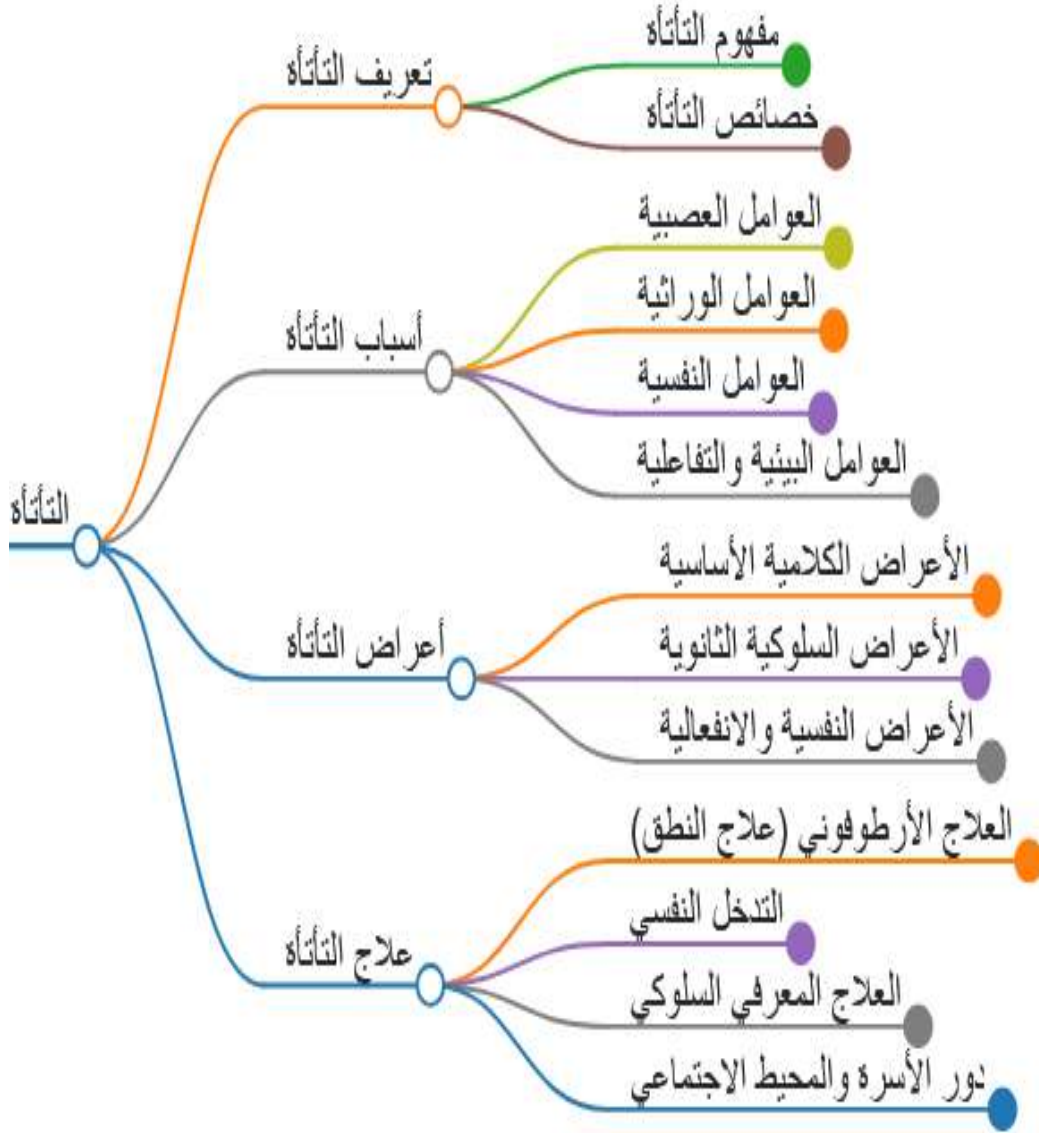 التأتأة
تعريف التأتأة
مفهوم التأتأة
خصائص التأتأة
أسباب التأتأة
العوامل العصبية
العوامل الوراثية
العوامل النفسية
العوامل البيئية والتفاعلية
أعراض التأتأة
الأعراض الكلامية الأساسية
الأعراض السلوكية الثانوية
الأعراض النفسية والانفعالية
علاج التأتأة
العلاج الأرطوفوني (علاج النطق)
التدخل النفسي
العلاج المعرفي السلوكي
دور الأسرة والمحيط الاجتماعي